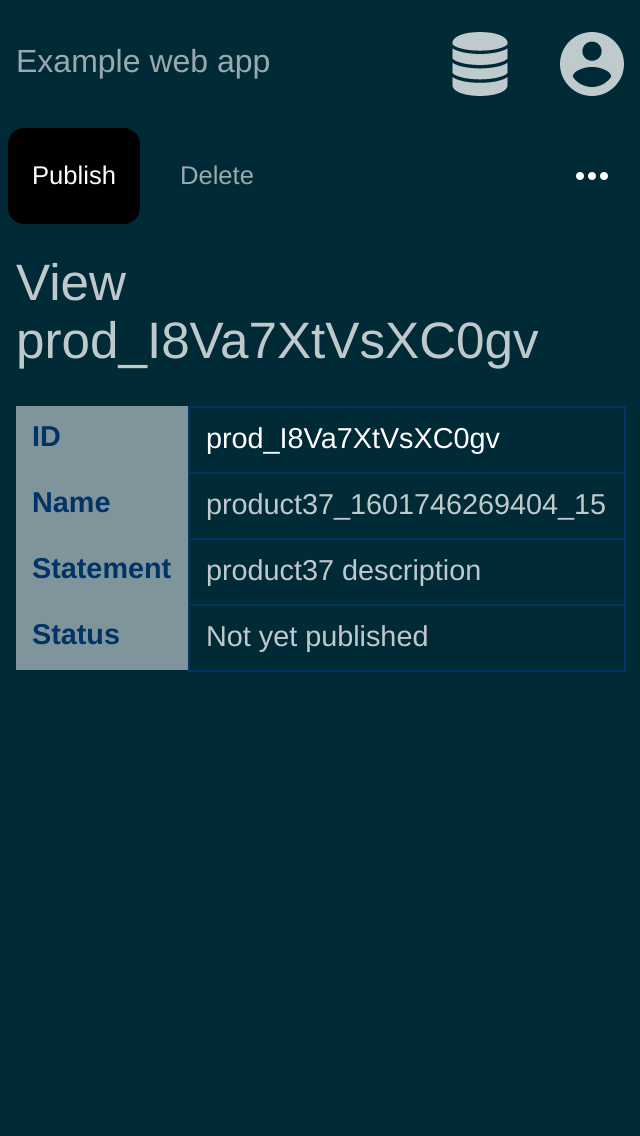 Example web app
Publish Delete
View
prod_I8Va7XtVsXC0gv
ID prod_I8Va7XtVsXC0gv
Name product37_1601746269404_15
Statement product37 description
Status Not yet published